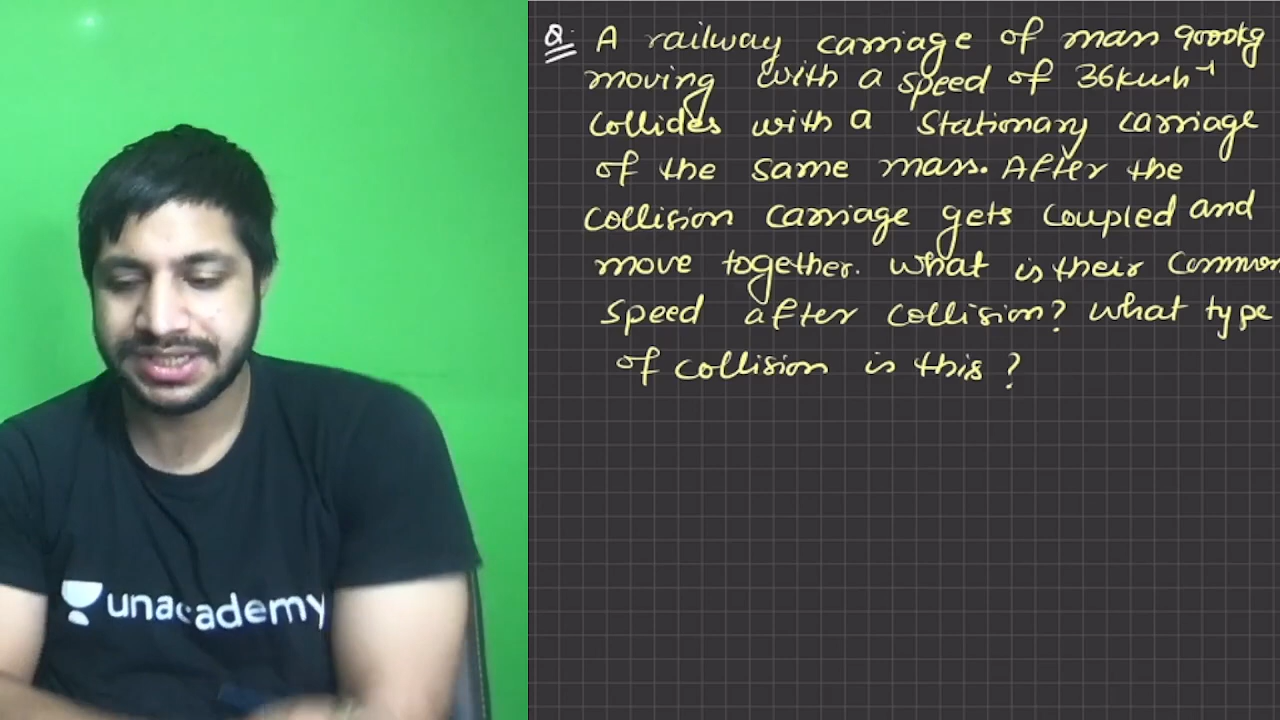 Q. A railway carriage of mass 9000kg
moving with a speed of 36kmh⁻¹
collides with a stationary carriage
of the same mass. After the
collision carriage gets coupled and
move together. What is their common
speed after collision? What type
of collision is this?
unacademy